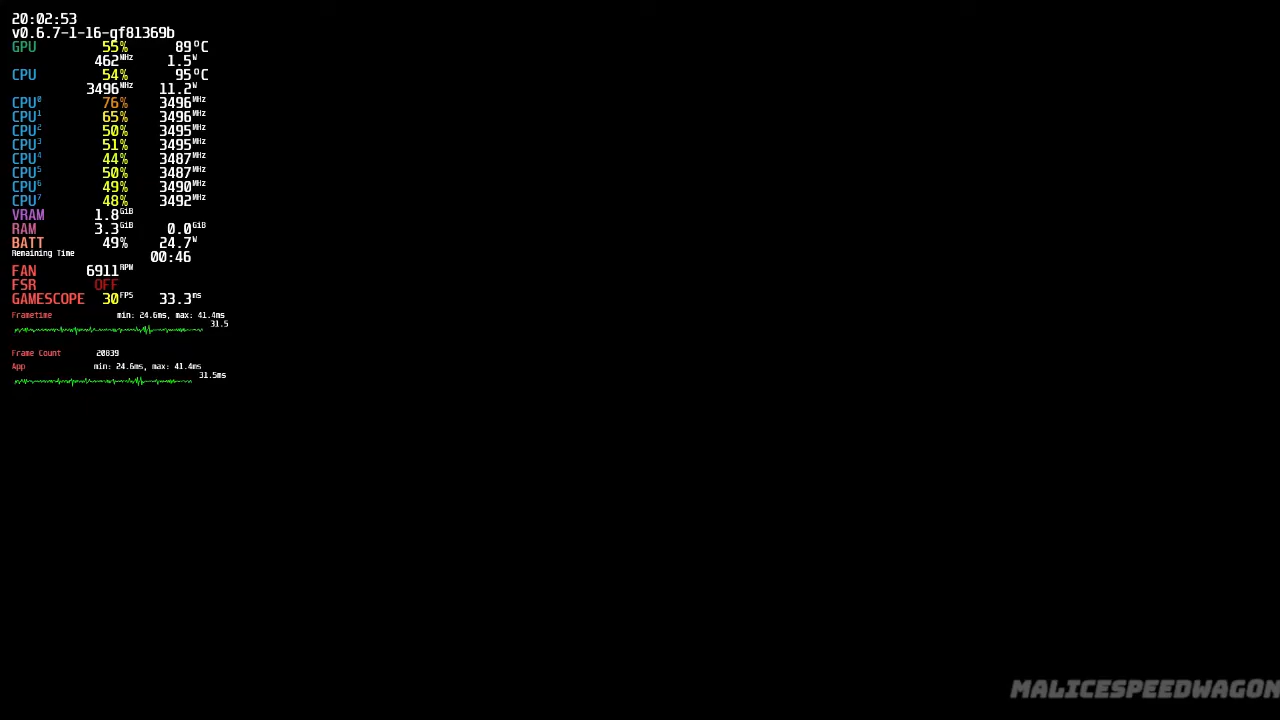 20:02:53
v0.6.7-1-16-gf81369b
GPU 55% 89°C
462MHz 1.5W
CPU 54% 95°C
3496MHz 11.2W
CPU0 76% 3496MHz
CPU1 65% 3496MHz
CPU2 50% 3495MHz
CPU3 51% 3495MHz
CPU4 44% 3487MHz
CPU5 50% 3487MHz
CPU6 49% 3490MHz
CPU7 48% 3492MHz
VRAM 1.8GiB
RAM 3.3GiB 0.0GiB
BATT 49% 24.7W
Remaining Time 00:46
FAN 6911RPM
FSR OFF
GAMESCOPE 30FPS 33.3ms
Frametime min: 24.6ms, max: 41.4ms
31.5
Frame Count 20839
App min: 24.6ms, max: 41.4ms
31.5ms
MALICESPEEDWAGON